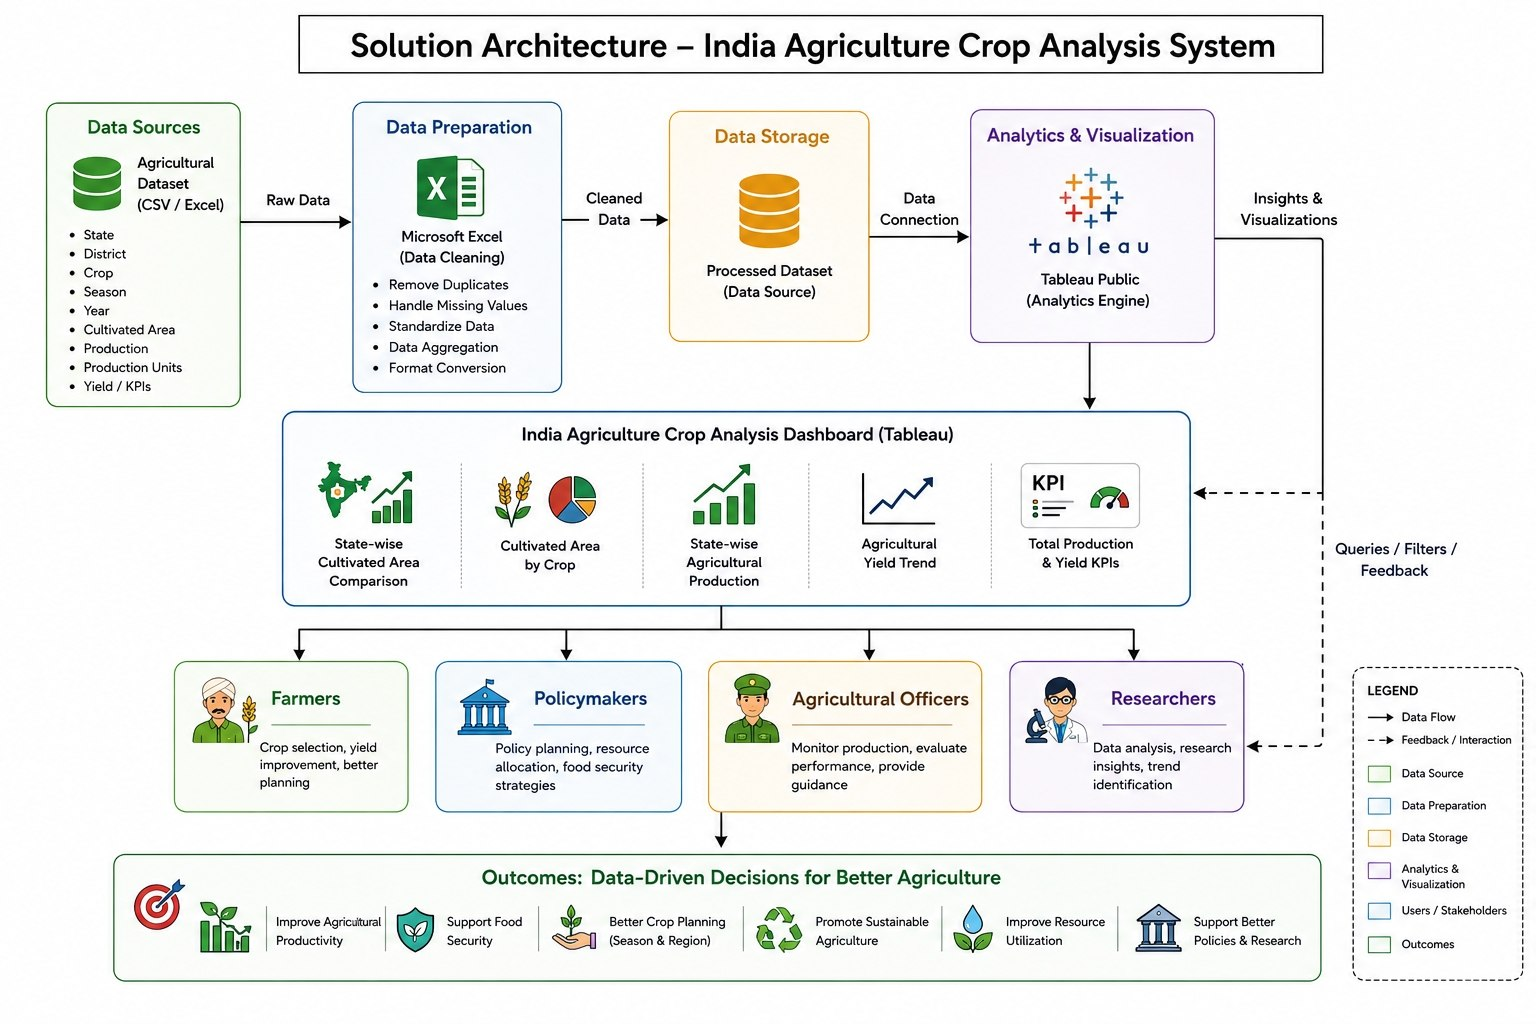 Solution Architecture – India Agriculture Crop Analysis System
Data Sources
Agricultural
Dataset
(CSV / Excel)
• State
• District
• Crop
• Season
• Year
• Cultivated Area
• Production
• Production Units
• Yield / KPIs
Raw Data
Data Preparation
X
Microsoft Excel
(Data Cleaning)
• Remove Duplicates
• Handle Missing Values
• Standardize Data
• Data Aggregation
• Format Conversion
Cleaned
Data
Data Storage
Processed Dataset
(Data Source)
Data
Connection
Analytics & Visualization
tableau
Tableau Public
(Analytics Engine)
Insights &
Visualizations
India Agriculture Crop Analysis Dashboard (Tableau)
State-wise
Cultivated Area
Comparison
Cultivated Area
by Crop
State-wise
Agricultural
Production
Agricultural
Yield Trend
KPI
Total Production
& Yield KPIs
Queries / Filters /
Feedback
Farmers
Crop selection, yield
improvement, better
planning
Policymakers
Policy planning, resource
allocation, food security
strategies
Agricultural Officers
Monitor production, evaluate
performance, provide
guidance
Researchers
Data analysis, research
insights, trend
identification
Outcomes: Data-Driven Decisions for Better Agriculture
Improve Agricultural
Productivity
Support Food
Security
Better Crop Planning
(Season & Region)
Promote Sustainable
Agriculture
Improve Resource
Utilization
Support Better
Policies & Research
LEGEND
Data Flow
Feedback / Interaction
Data Source
Data Preparation
Data Storage
Analytics &
Visualization
Users / Stakeholders
Outcomes